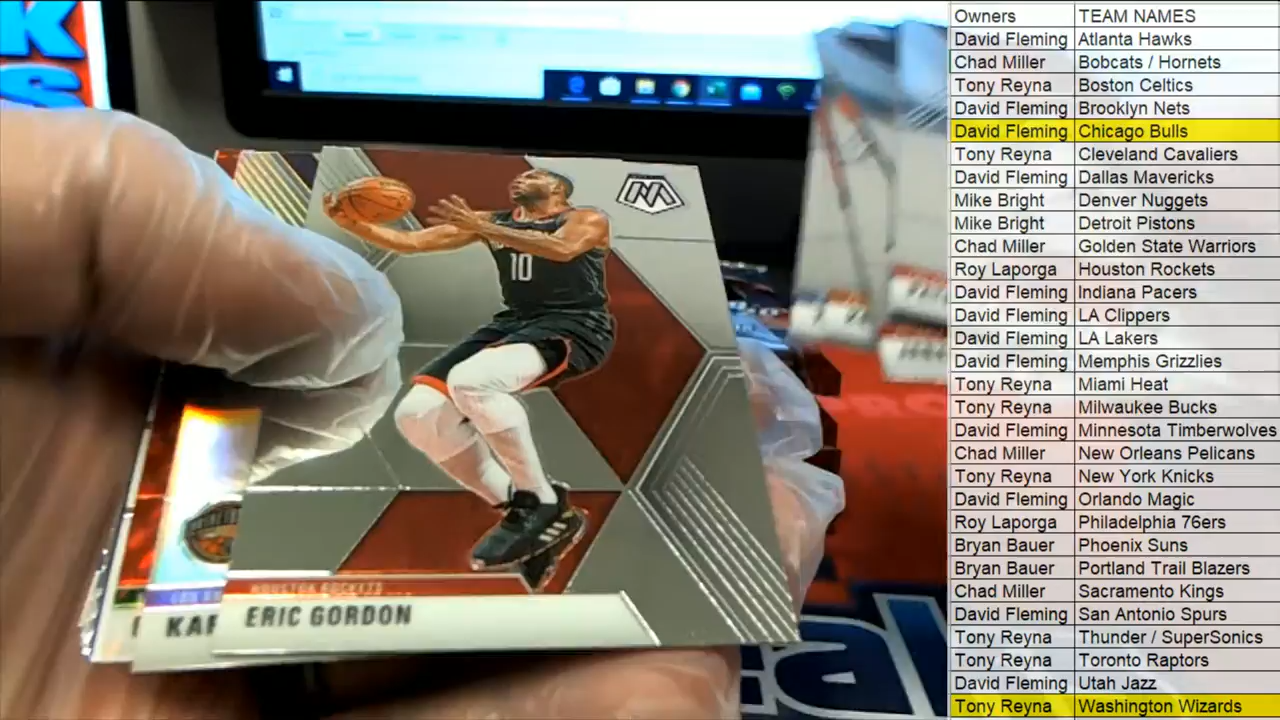 K
10
M
HOUSTON ROCKETS
ERIC GORDON
KAR
Owners TEAM NAMES
David Fleming Atlanta Hawks
Chad Miller Bobcats / Hornets
Tony Reyna Boston Celtics
David Fleming Brooklyn Nets
David Fleming Chicago Bulls
Tony Reyna Cleveland Cavaliers
David Fleming Dallas Mavericks
Mike Bright Denver Nuggets
Mike Bright Detroit Pistons
Chad Miller Golden State Warriors
Roy Laporga Houston Rockets
David Fleming Indiana Pacers
David Fleming LA Clippers
David Fleming LA Lakers
David Fleming Memphis Grizzlies
Tony Reyna Miami Heat
Tony Reyna Milwaukee Bucks
David Fleming Minnesota Timberwolves
Chad Miller New Orleans Pelicans
Tony Reyna New York Knicks
David Fleming Orlando Magic
Roy Laporga Philadelphia 76ers
Bryan Bauer Phoenix Suns
Bryan Bauer Portland Trail Blazers
Chad Miller Sacramento Kings
David Fleming San Antonio Spurs
Tony Reyna Thunder / SuperSonics
Tony Reyna Toronto Raptors
David Fleming Utah Jazz
Tony Reyna Washington Wizards